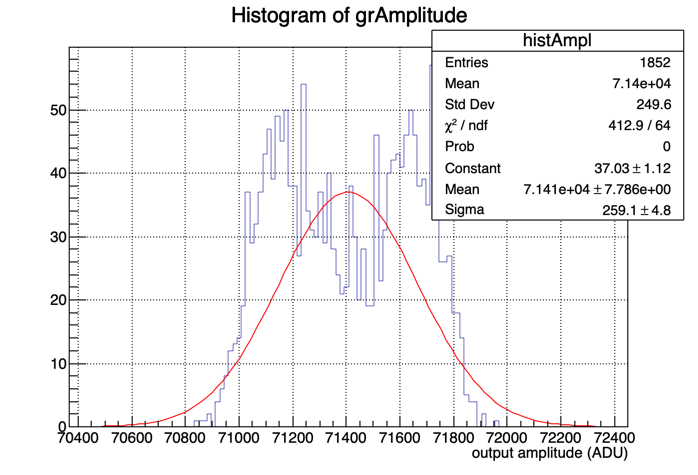 Histogram of grAmplitude
histAmpl
Entries 1852
Mean 7.14e+04
Std Dev 249.6
χ² / ndf 412.9 / 64
Prob 0
Constant 37.03 ± 1.12
Mean 7.141e+04 ± 7.786e+00
Sigma 259.1 ± 4.8
50
40
30
20
10
0
70400 70600 70800 71000 71200 71400 71600 71800 72000 72200 72400
output amplitude (ADU)